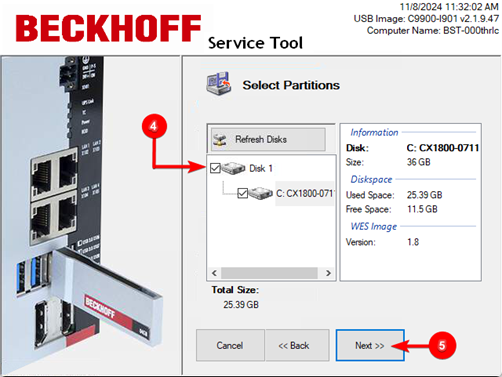 11/8/2024 11:32:02 AM
USB Image: C9900-I901 v2.1.9.47
Computer Name: BST-000thrlc
BECKHOFF
Service Tool
Select Partitions
4
Refresh Disks
Disk 1
C: CX1800-0711
Information
Disk: C: CX1800-0711
Size: 36 GB
Diskspace
Used Space: 25.39 GB
Free Space: 11.5 GB
WES Image
Version: 1.8
Total Size:
25.39 GB
Cancel
<< Back
Next >>
5
BECKHOFF